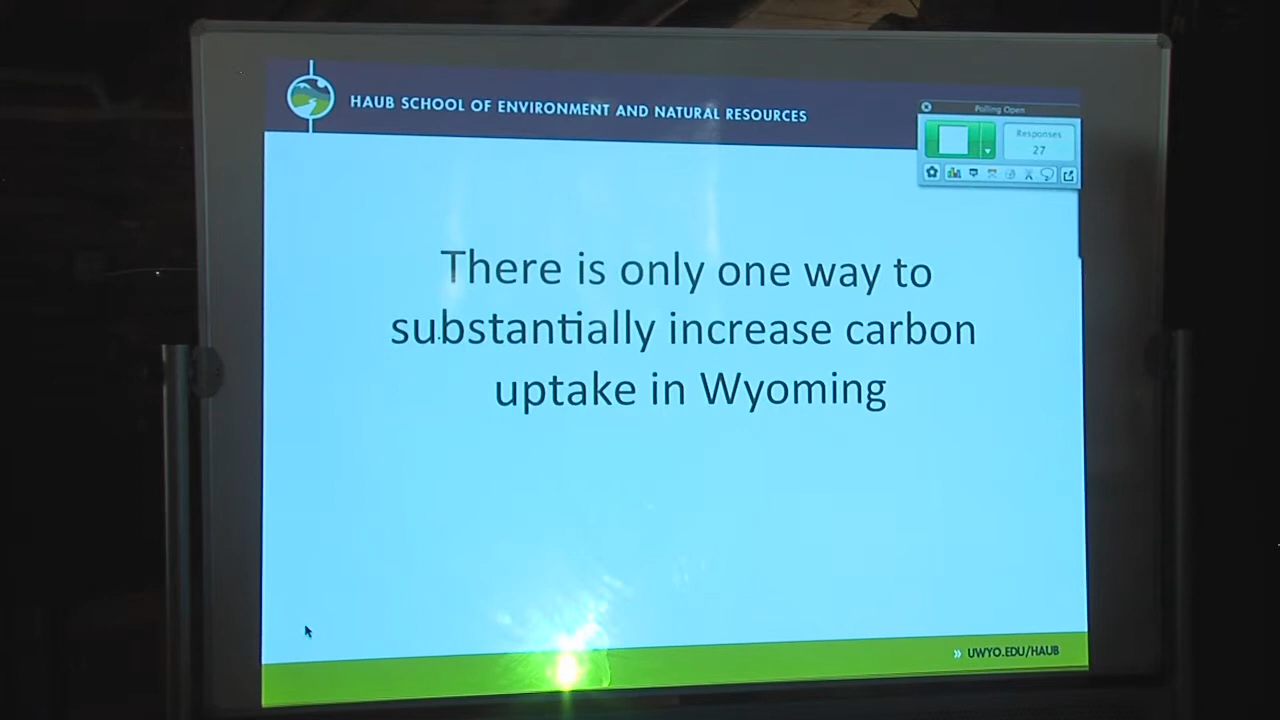 HAUB SCHOOL OF ENVIRONMENT AND NATURAL RESOURCES
Polling Open
Responses
27
There is only one way to
substantially increase carbon
uptake in Wyoming
» UWYO.EDU/HAUB